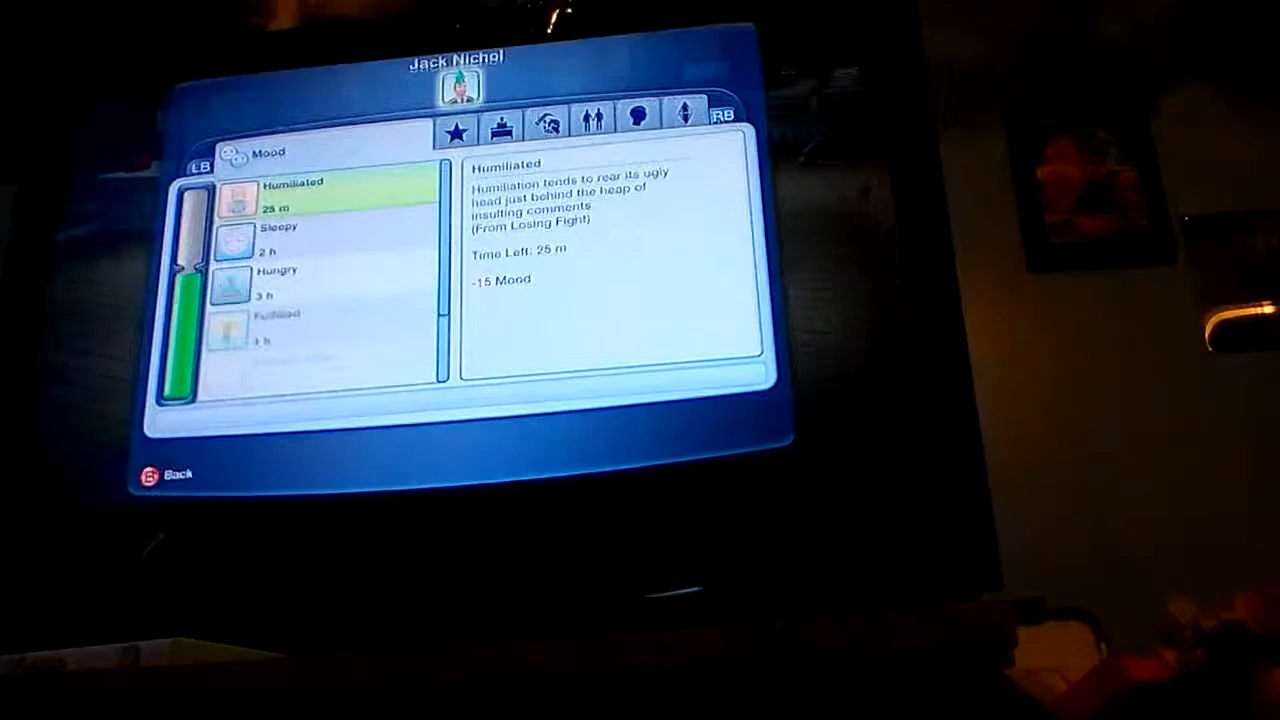 Jack Nichol
LB
Mood
RB
Humiliated
25 m
Sleepy
2 h
Hungry
3 h
Fulfilled
Humiliated
Humiliation tends to rear its ugly
head just behind the heap of
insulting comments
(From Losing Fight)
Time Left: 25 m
-15 Mood
B Back